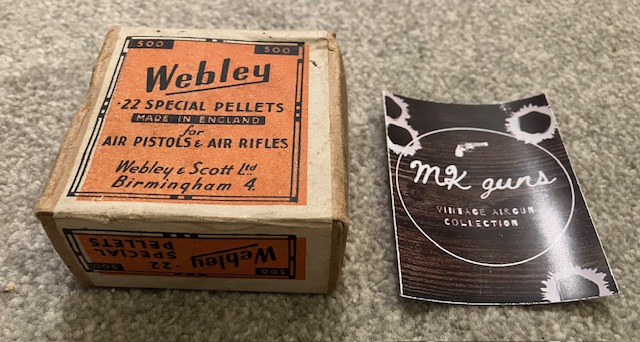 500 500
Webley
·22 SPECIAL PELLETS
MADE IN ENGLAND
for
AIR PISTOLS & AIR RIFLES
Webley & Scott Ltd
Birmingham 4.
500 500
Webley
·22 SPECIAL
PELLETS
MK guns
VINTAGE AIRGUN
COLLECTION